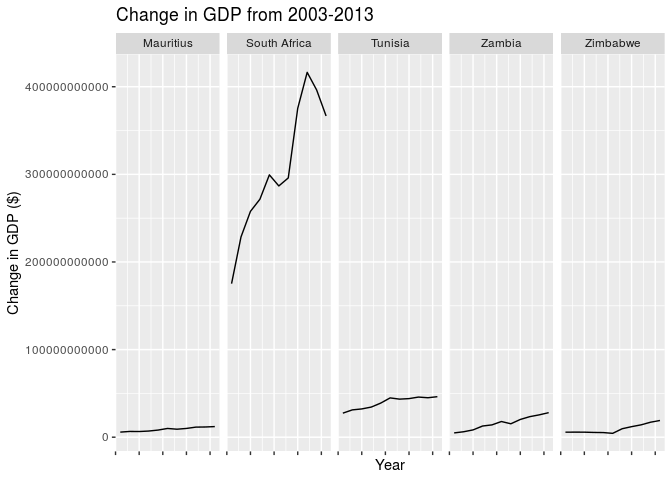 Change in GDP from 2003-2013
Mauritius
South Africa
Tunisia
Zambia
Zimbabwe
Change in GDP ($)
400000000000
300000000000
200000000000
100000000000
0
Year